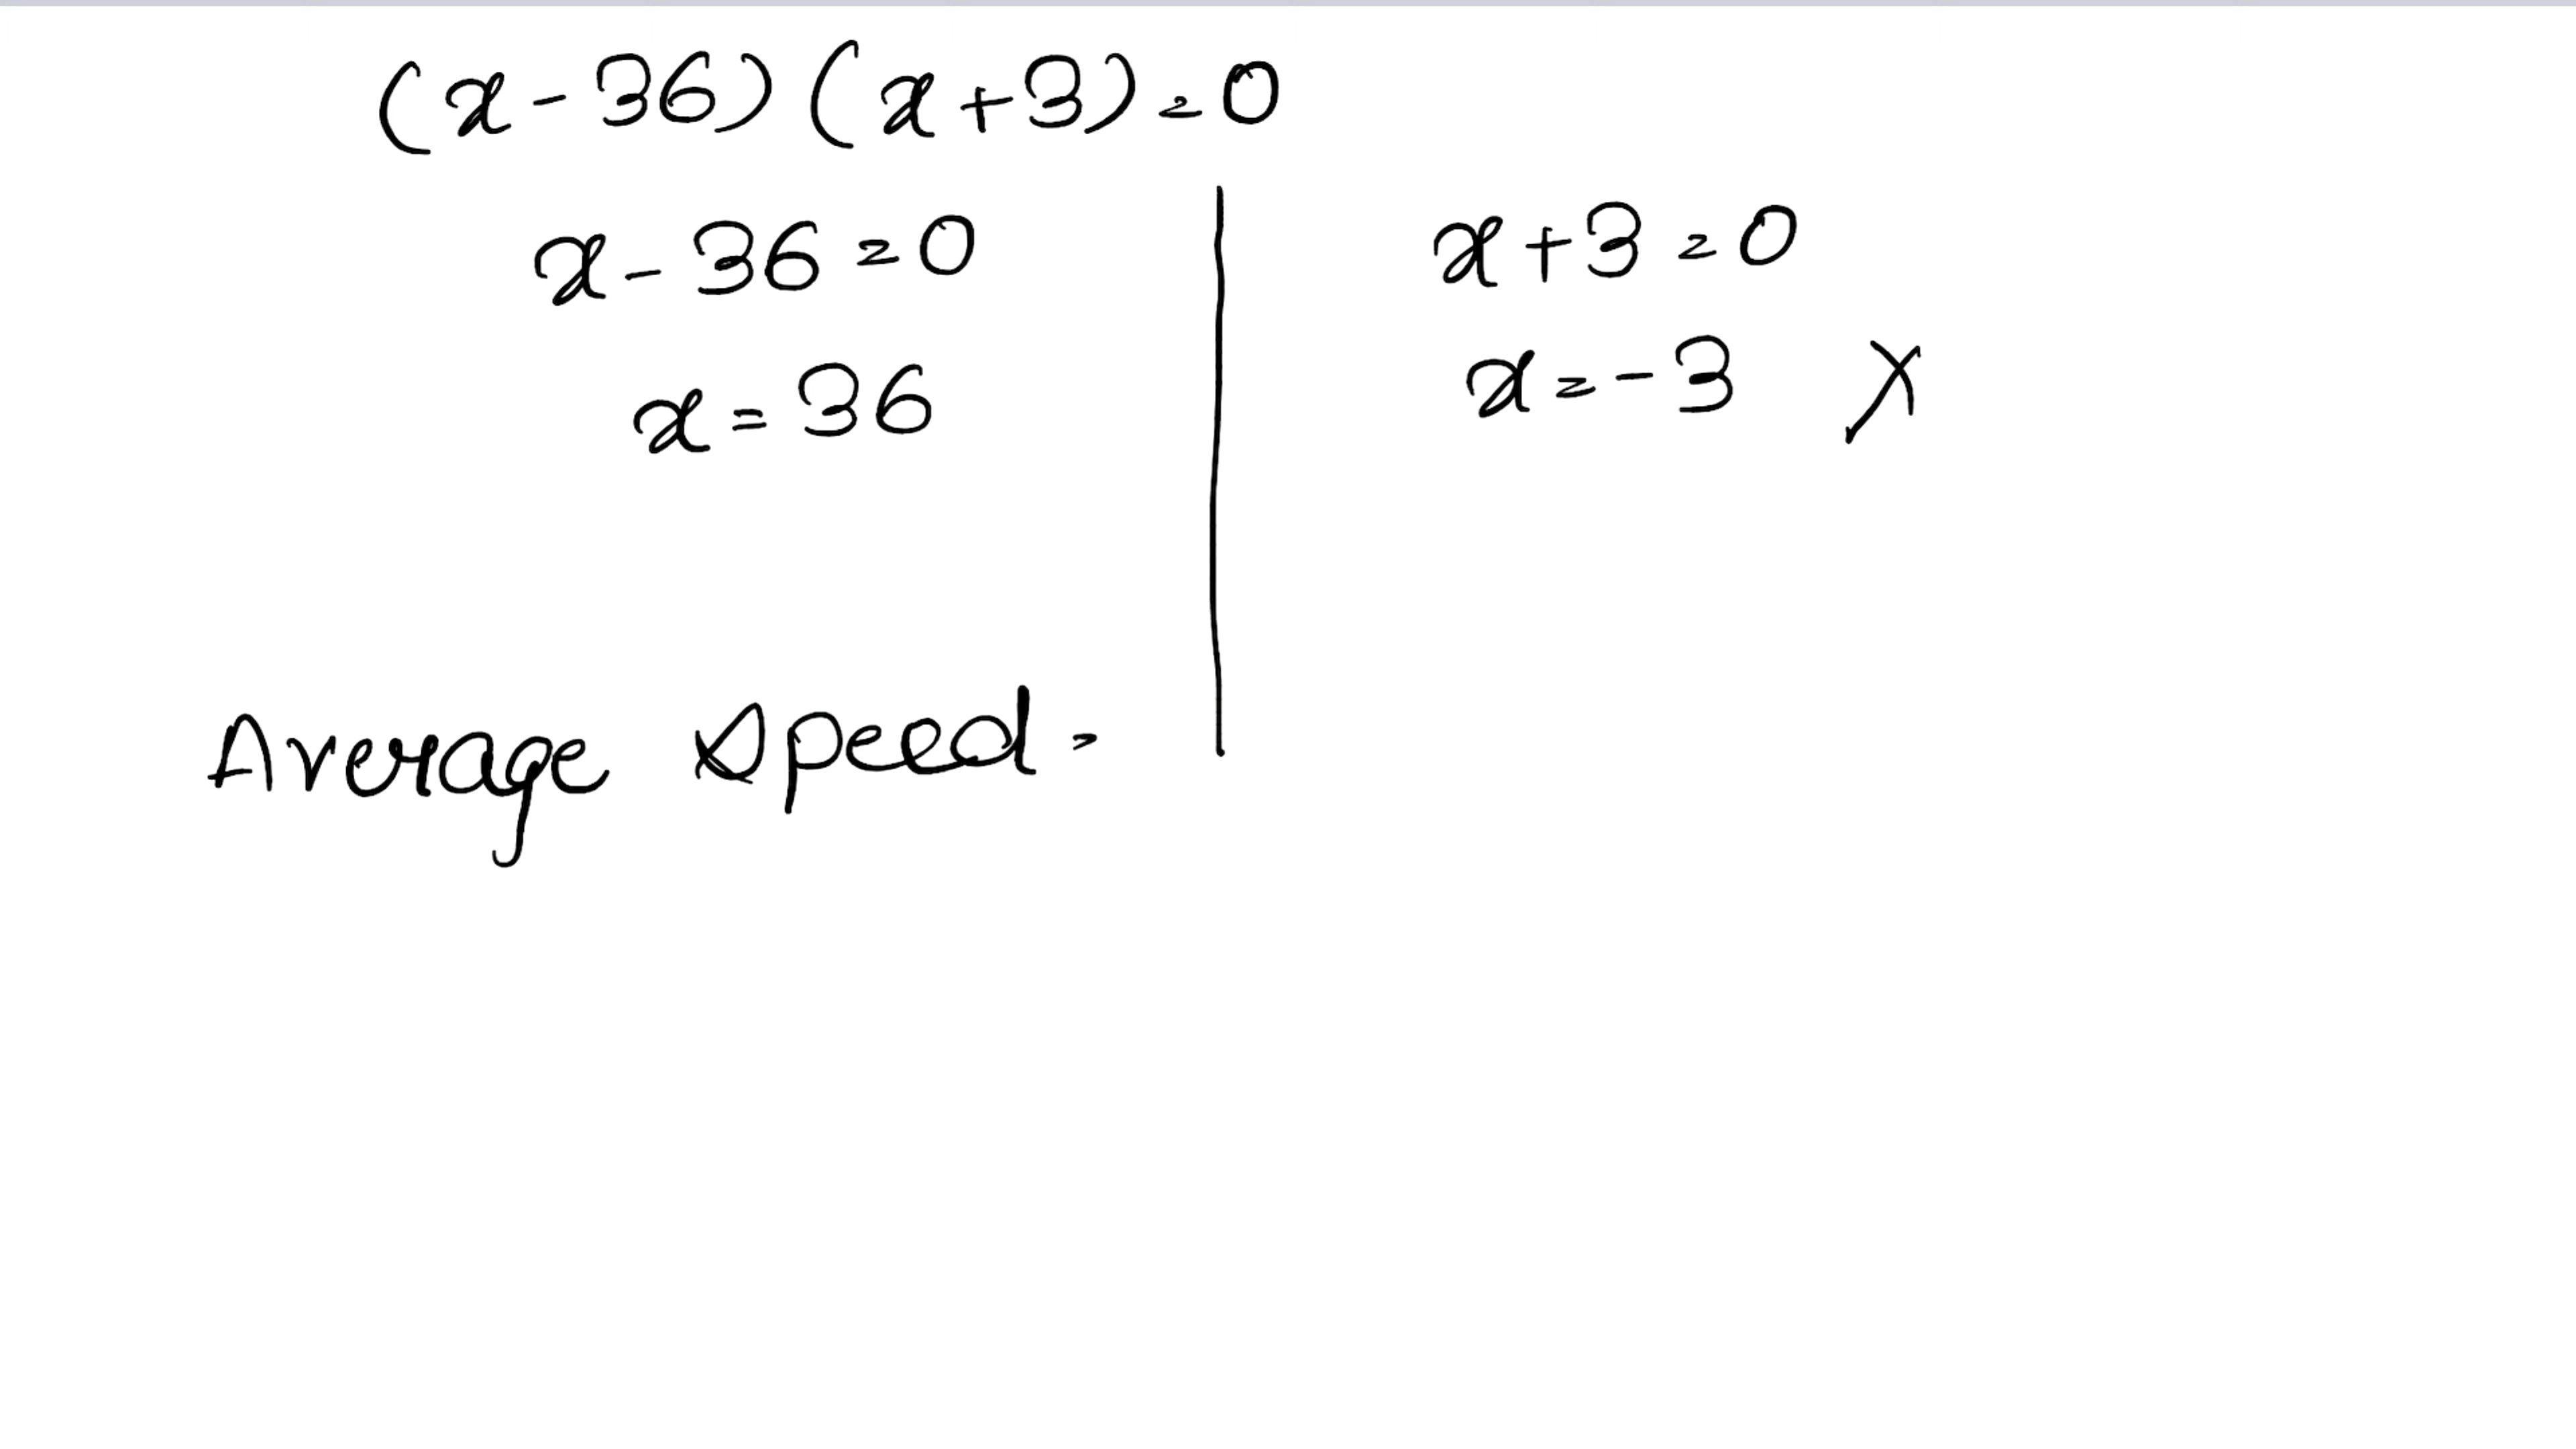 (x-36)(x+3)=0
x-36=0
x=36
x+3=0
x=-3 X
Average Speed=